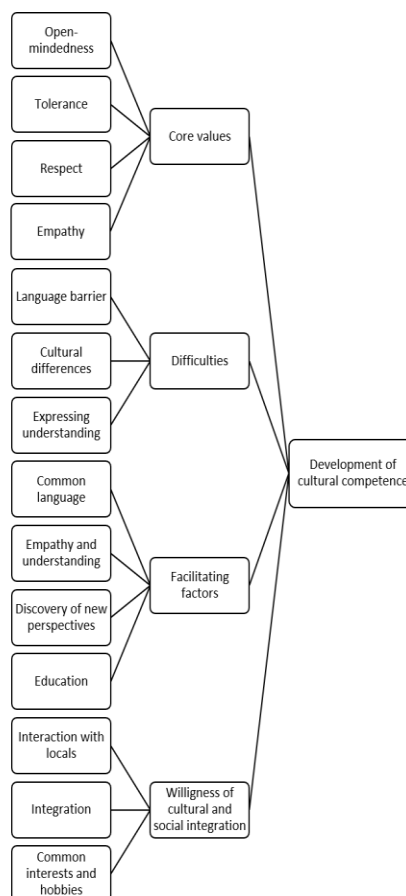 Open-
mindedness
Tolerance
Respect
Empathy
Core values
Language barrier
Cultural
differences
Expressing
understanding
Difficulties
Common
language
Empathy and
understanding
Discovery of new
perspectives
Education
Facilitating
factors
Interaction with
locals
Integration
Common
interests and
hobbies
Willigness of
cultural and
social integration
Development of
cultural competence